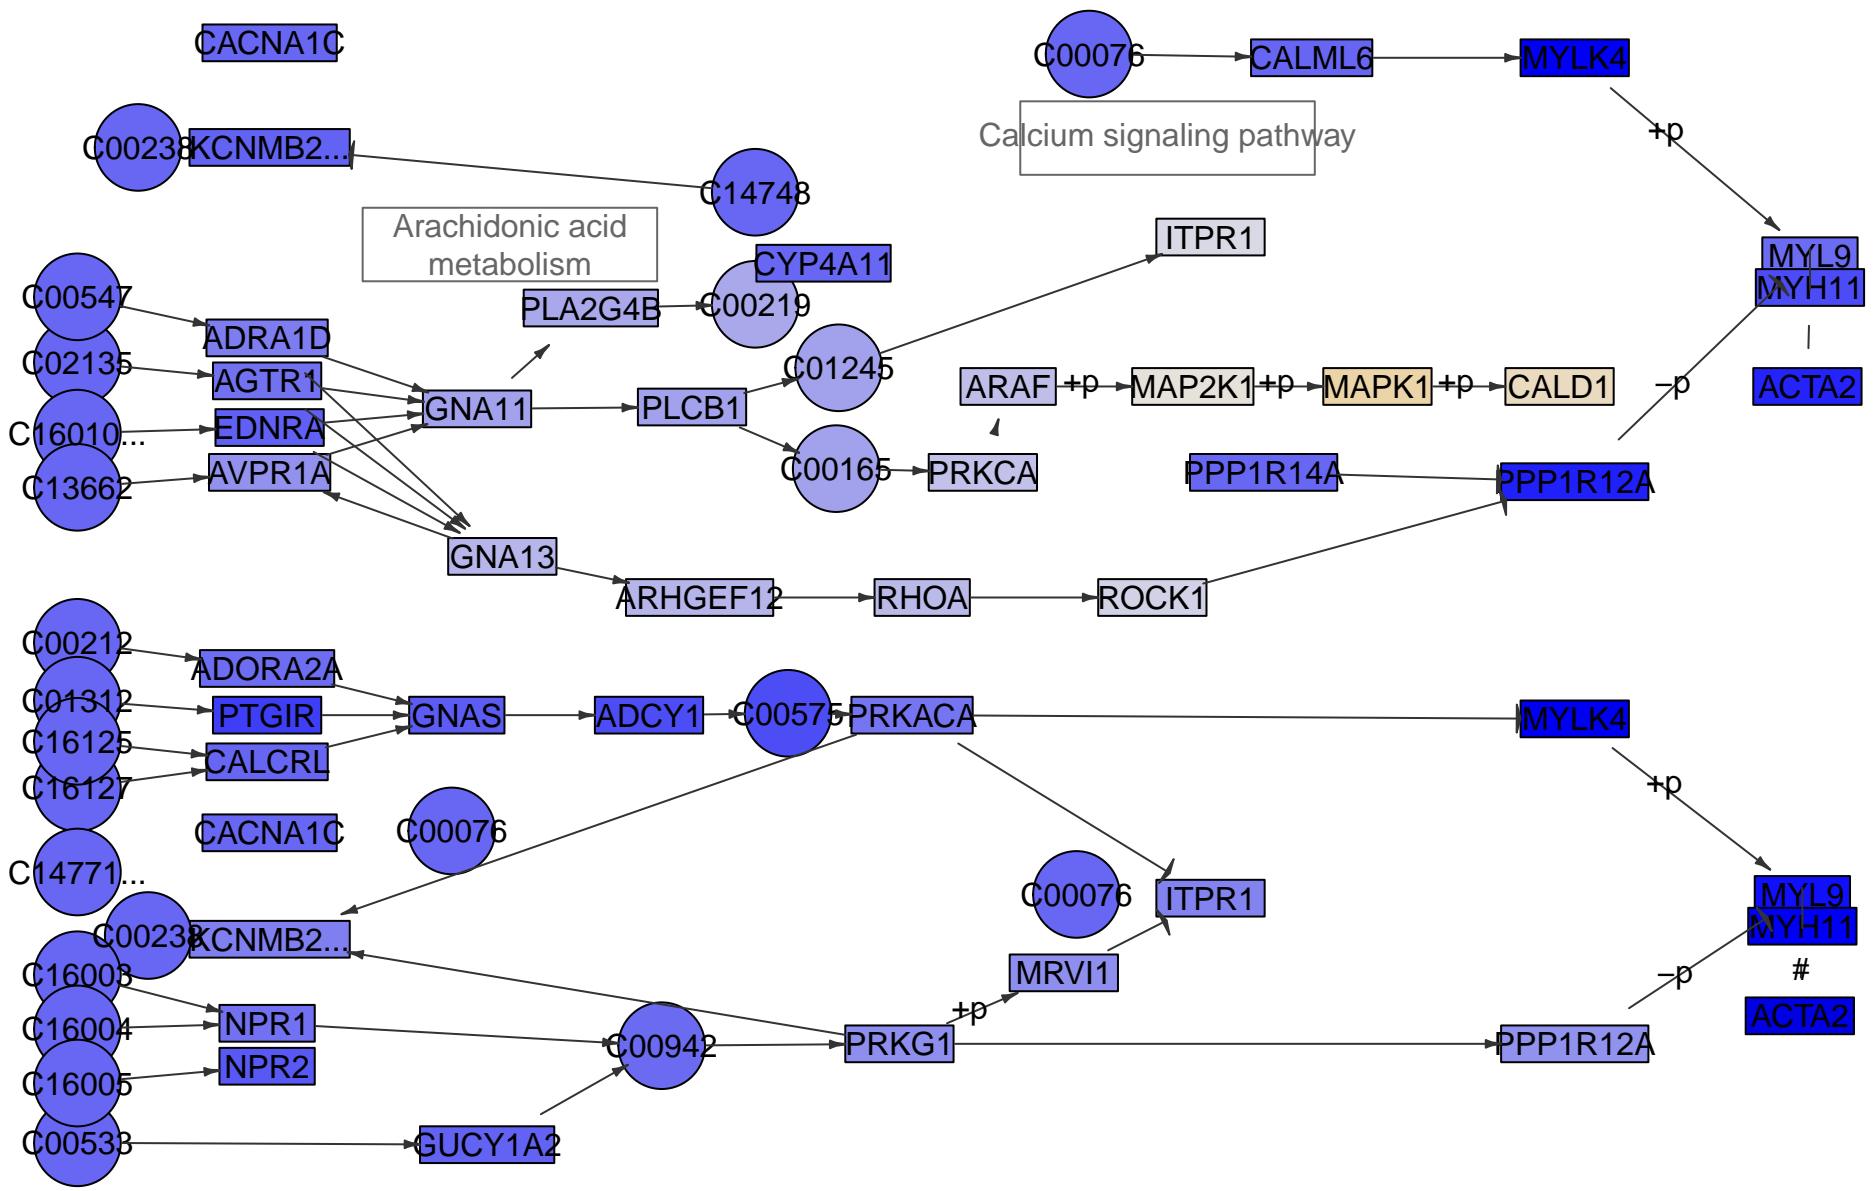 CACNA1C
C00076
CALML6
MYLK4
Calcium signaling pathway
+p
C00238
KCNMB2...
C14748
Arachidonic acid
metabolism
ITPR1
CYP4A11
MYL9
MYH11
C00547
PLA2G4B
C00219
ADRA1D
C02135
AGTR1
C01245
ARAF
+p
MAP2K1
+p
MAPK1
+p
CALD1
–p
ACTA2
GNA11
PLCB1
C16010...
EDNRA
C13662
AVPR1A
C00165
PRKCA
PPP1R14A
PPP1R12A
GNA13
ARHGEF12
RHOA
ROCK1
C00212
ADORA2A
C01312
PTGIR
GNAS
ADCY1
C00575
PRKACA
MYLK4
C16125
CALCRL
C16127
+p
CACNA1C
C00076
C14771...
C00076
ITPR1
MYL9
MYH11
C00238
KCNMB2...
C16003
MRVI1
–p
#
+p
ACTA2
C16004
NPR1
C00942
PRKG1
PPP1R12A
C16005
NPR2
C00533
GUCY1A2